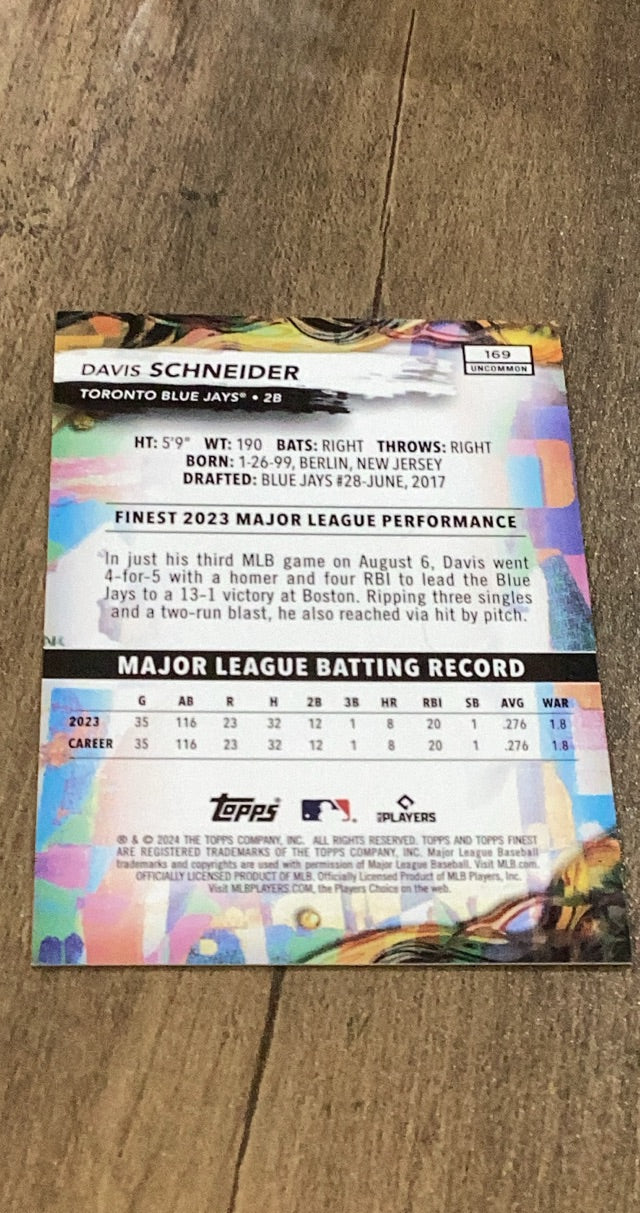 169
UNCOMMON
DAVIS SCHNEIDER
TORONTO BLUE JAYS® • 2B
HT: 5'9" WT: 190 BATS: RIGHT THROWS: RIGHT
BORN: 1-26-99, BERLIN, NEW JERSEY
DRAFTED: BLUE JAYS #28-JUNE, 2017
FINEST 2023 MAJOR LEAGUE PERFORMANCE
In just his third MLB game on August 6, Davis went
4-for-5 with a homer and four RBI to lead the Blue
Jays to a 13-1 victory at Boston. Ripping three singles
and a two-run blast, he also reached via hit by pitch.
MAJOR LEAGUE BATTING RECORD
G AB R H 2B 3B HR RBI SB AVG WAR
2023 35 116 23 32 12 1 8 20 1 .276 1.8
CAREER 35 116 23 32 12 1 8 20 1 .276 1.8
Topps PLAYERS
® & © 2024 THE TOPPS COMPANY, INC. ALL RIGHTS RESERVED. TOPPS AND TOPPS FINEST
ARE REGISTERED TRADEMARKS OF THE TOPPS COMPANY, INC. Major League Baseball
trademarks and copyrights are used with permission of Major League Baseball. Visit MLB.com.
OFFICIALLY LICENSED PRODUCT OF MLB. Officially Licensed Product of MLB Players, Inc.
Visit MLBPLAYERS.COM, the Players Choice on the web.